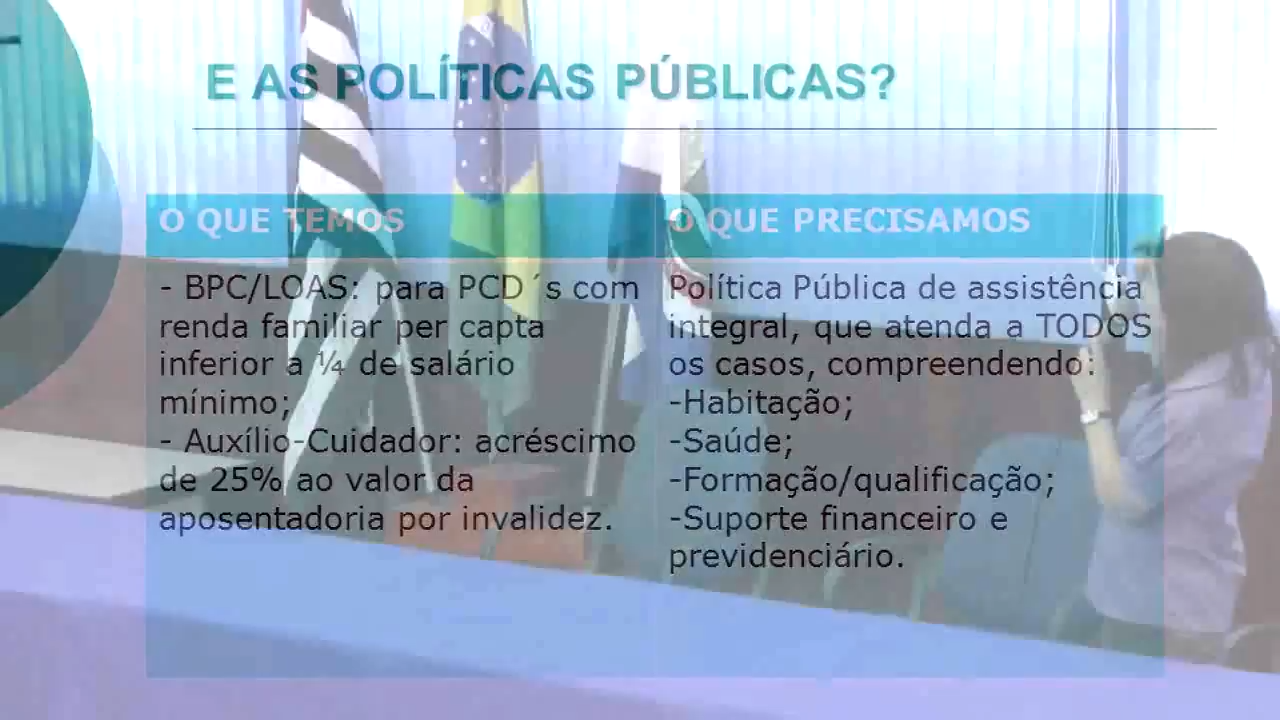 E AS POLÍTICAS PÚBLICAS?
O QUE TEMOS
- BPC/LOAS: para PCD´s com
renda familiar per capta
inferior a ¼ de salário
mínimo;
- Auxílio-Cuidador: acréscimo
de 25% ao valor da
aposentadoria por invalidez.
O QUE PRECISAMOS
Política Pública de assistência
integral, que atenda a TODOS
os casos, compreendendo:
-Habitação;
-Saúde;
-Formação/qualificação;
-Suporte financeiro e
previdenciário.